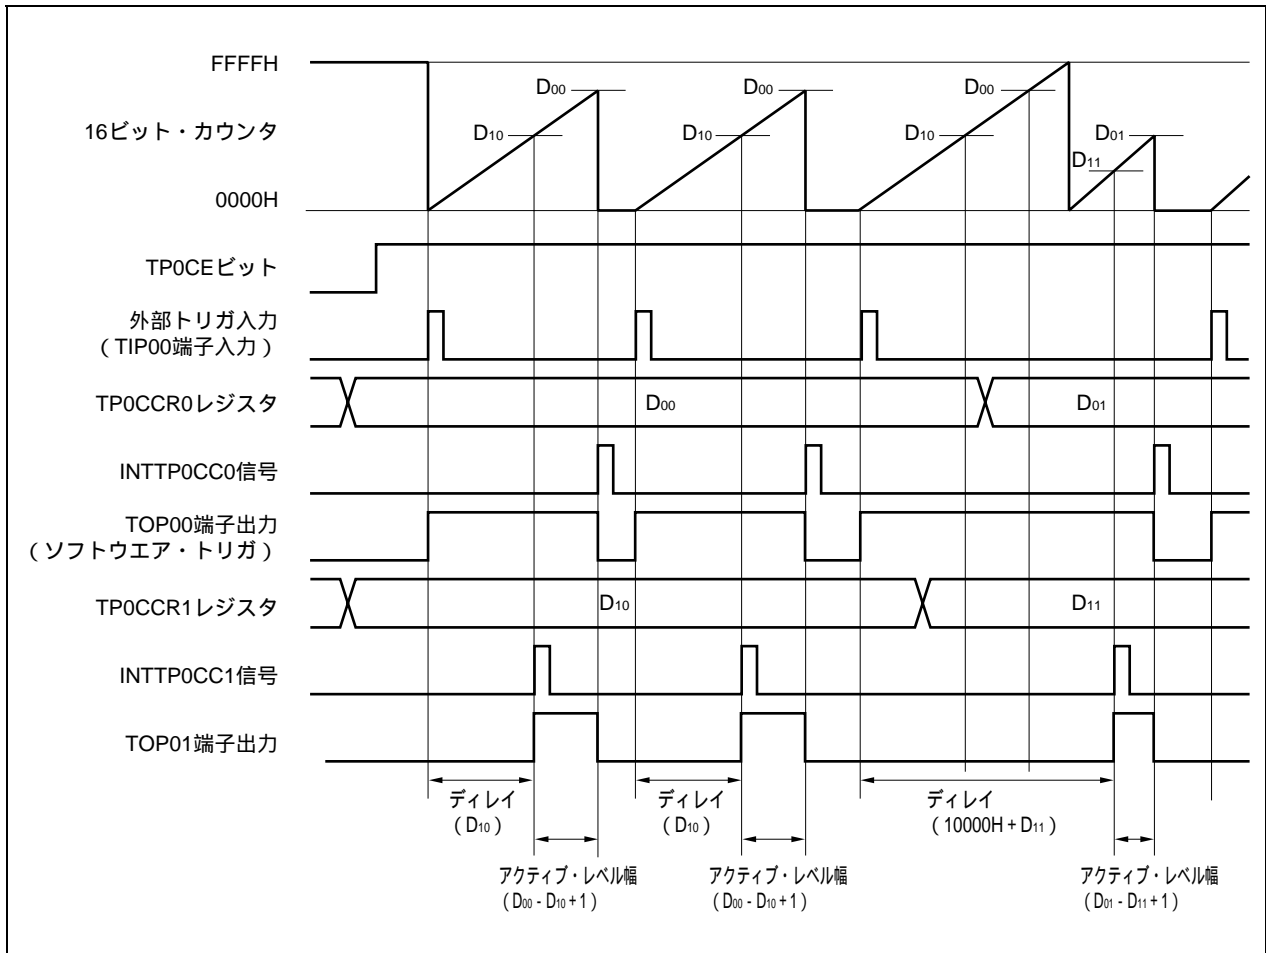 FFFFH
D00
D00
D00
16ビット・カウンタ
D10
D10
D10
D01
D11
0000H
TP0CEビット
外部トリガ入力
（TIP00端子入力）
TP0CCR0レジスタ
D00
D01
INTTP0CC0信号
TOP00端子出力
（ソフトウエア・トリガ）
TP0CCR1レジスタ
D10
D11
INTTP0CC1信号
TOP01端子出力
ディレイ
（D10）
ディレイ
（D10）
ディレイ
（10000H + D11）
アクティブ・レベル幅
（D00 - D10 + 1）
アクティブ・レベル幅
（D00 - D10 + 1）
アクティブ・レベル幅
（D01 - D11 + 1）